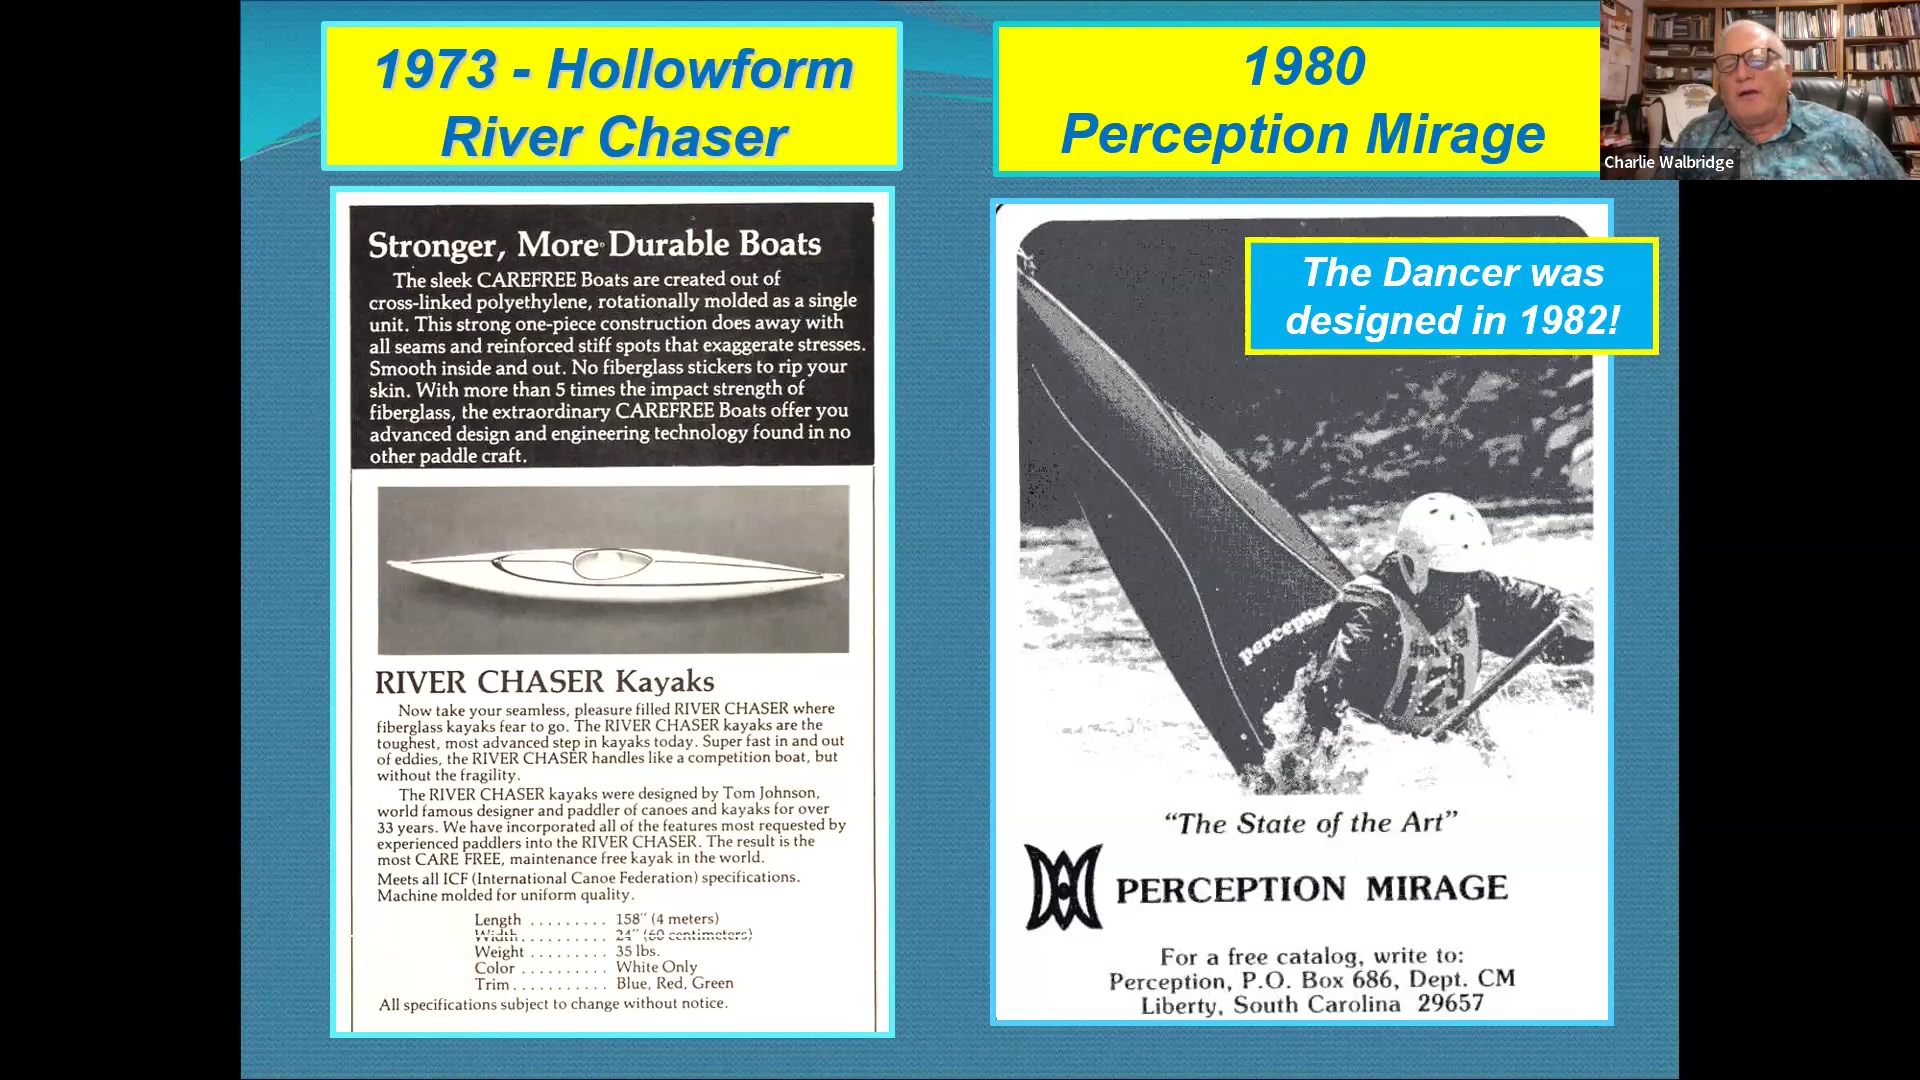 1973 - Hollowform
River Chaser
1980
Perception Mirage
Charlie Walbridge
Stronger, More Durable Boats
The sleek CAREFREE Boats are created out of
cross-linked polyethylene, rotationally molded as a single
unit. This strong one-piece construction does away with
all seams and reinforced stiff spots that exaggerate stresses.
Smooth inside and out. No fiberglass stickers to rip your
skin. With more than 5 times the impact strength of
fiberglass, the extraordinary CAREFREE Boats offer you
advanced design and engineering technology found in no
other paddle craft.
RIVER CHASER Kayaks
Now take your seamless, pleasure filled RIVER CHASER where
fiberglass kayaks fear to go. The RIVER CHASER kayaks are the
toughest, most advanced step in kayaks today. Super fast in and out
of eddies, the RIVER CHASER handles like a competition boat, but
without the fragility.
The RIVER CHASER kayaks were designed by Tom Johnson,
world famous designer and paddler of canoes and kayaks for over
33 years. We have incorporated all of the features most requested by
experienced paddlers into the RIVER CHASER. The result is the
most CARE FREE, maintenance free kayak in the world.
Meets all ICF (International Canoe Federation) specifications.
Machine molded for uniform quality.
Length . . . . . . . . . 158" (4 meters)
Width . . . . . . . . . . 24" (60 centimeters)
Weight . . . . . . . . . 35 lbs.
Color . . . . . . . . . . White Only
Trim . . . . . . . . . . . Blue, Red, Green
All specifications subject to change without notice.
The Dancer was
designed in 1982!
"The State of the Art"
PERCEPTION MIRAGE
For a free catalog, write to:
Perception, P.O. Box 686, Dept. CM
Liberty, South Carolina 29657